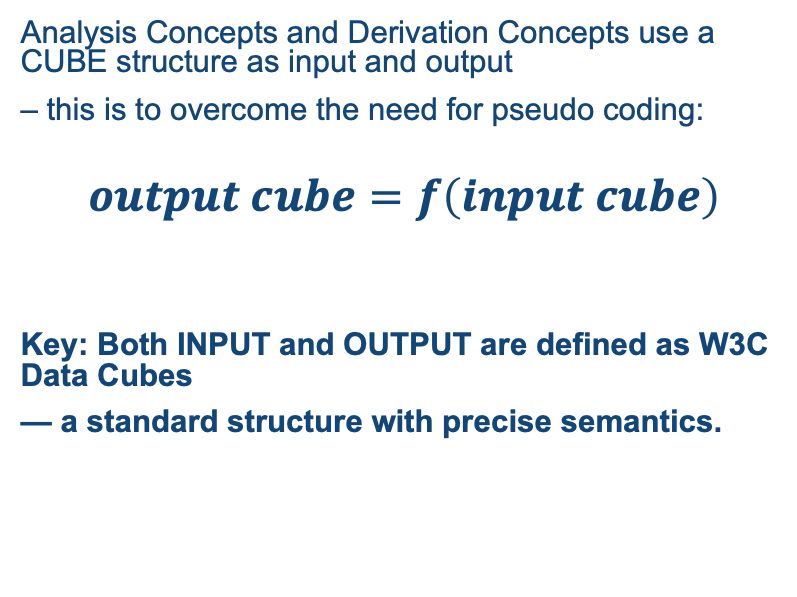 Analysis Concepts and Derivation Concepts use a
CUBE structure as input and output
– this is to overcome the need for pseudo coding:
output cube = f(input cube)
Key: Both INPUT and OUTPUT are defined as W3C
Data Cubes
— a standard structure with precise semantics.